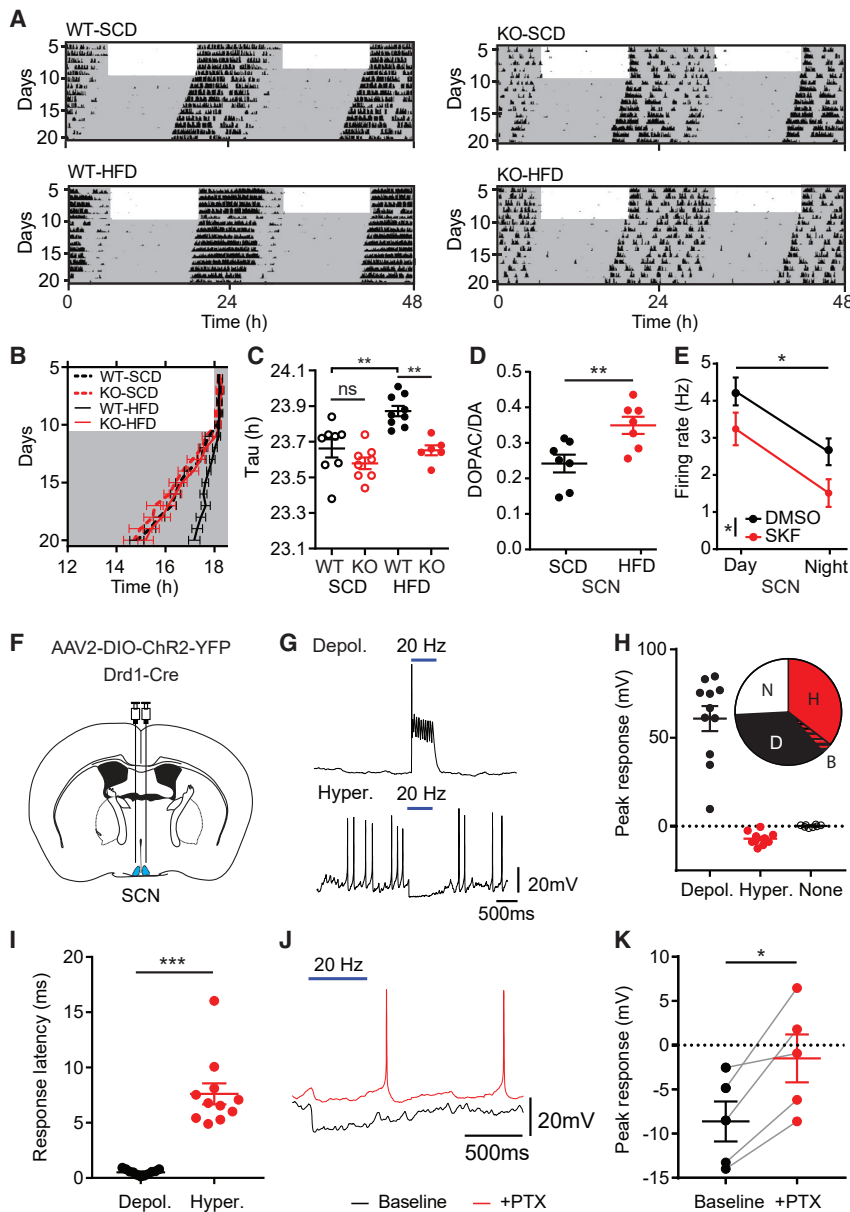 A
WT-SCD
KO-SCD
Days
5
10
15
20
Days
5
10
15
20
WT-HFD
KO-HFD
Days
5
10
15
20
0
24
48
Time (h)
Days
5
10
15
20
0
24
48
Time (h)
B
WT-SCD
KO-SCD
WT-HFD
KO-HFD
Days
5
10
15
20
12
14
16
18
Time (h)
C
Tau (h)
24.1
23.9
23.7
23.5
23.3
23.1
**
ns
**
WT KO WT KO
SCD HFD
D
DOPAC/DA
0.5
0.4
0.3
0.2
0.1
0.0
**
SCD HFD
SCN
E
Firing rate (Hz)
5
4
3
2
1
0
*
*
DMSO
SKF
Day Night
SCN
F
AAV2-DIO-ChR2-YFP
Drd1-Cre
SCN
G
Depol.
20 Hz
Hyper.
20 Hz
20mV
500ms
H
Peak response (mV)
100
50
0
N
H
D
B
Depol. Hyper. None
I
Response latency (ms)
20
15
10
5
0
***
Depol. Hyper.
J
20 Hz
20mV
500ms
Baseline
+PTX
K
Peak response (mV)
10
5
0
-5
-10
-15
*
Baseline +PTX